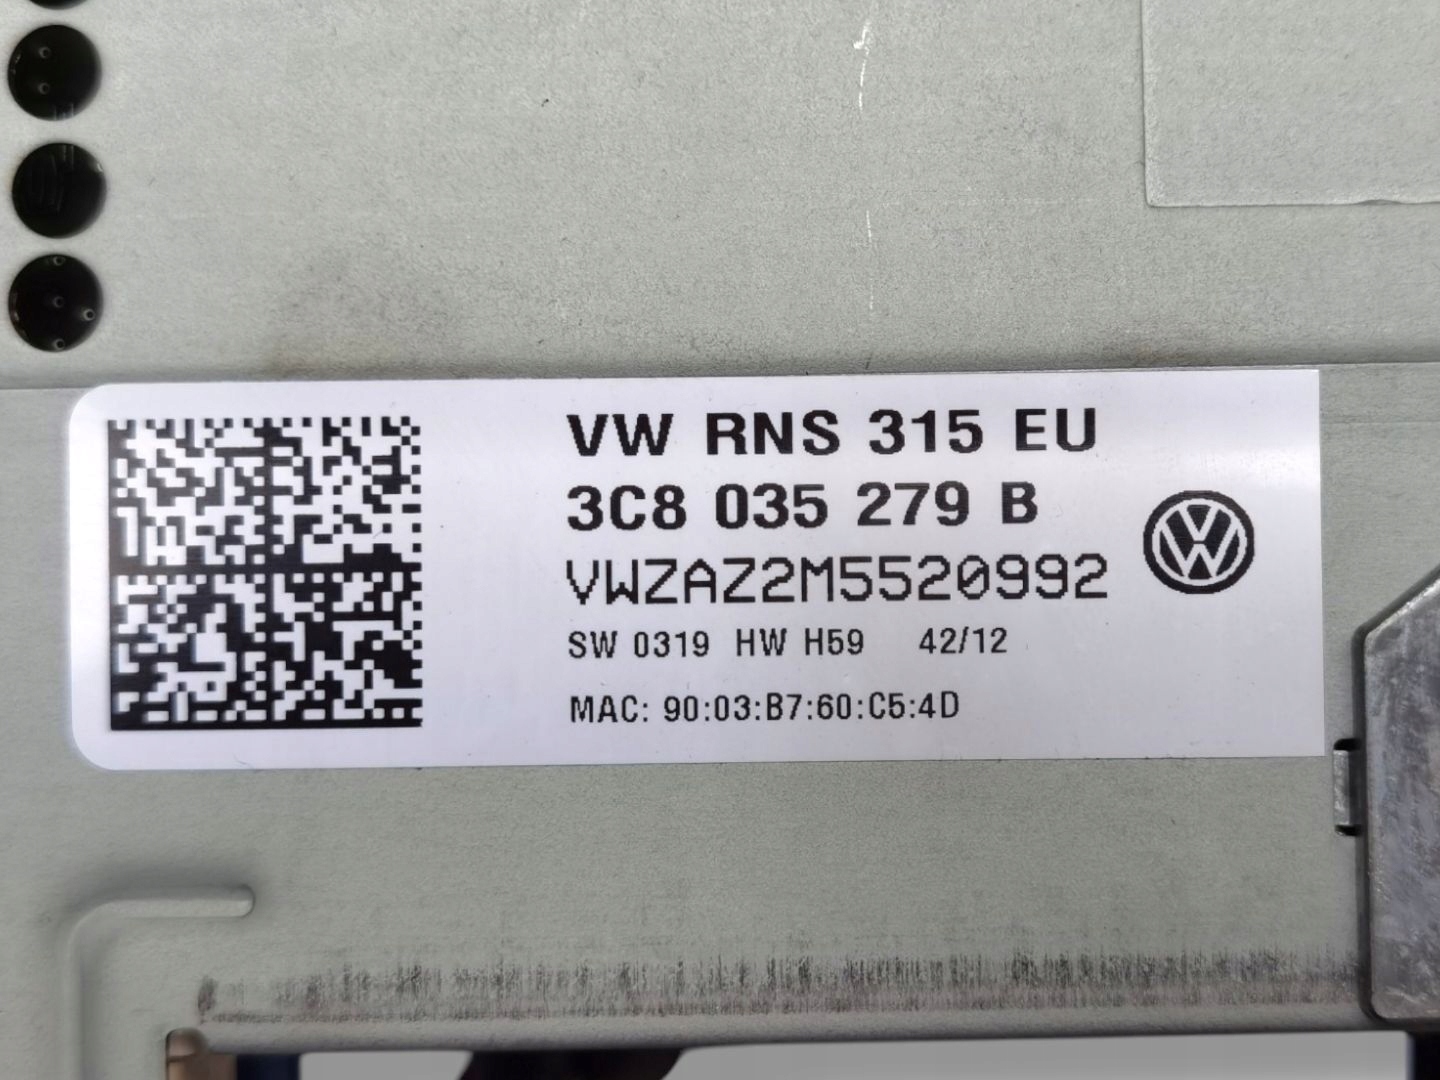 VW RNS 315 EU
3C8 035 279 B
VWZAZ2M5520992
SW 0319 HW H59 42/12
MAC: 90:03:B7:60:C5:4D